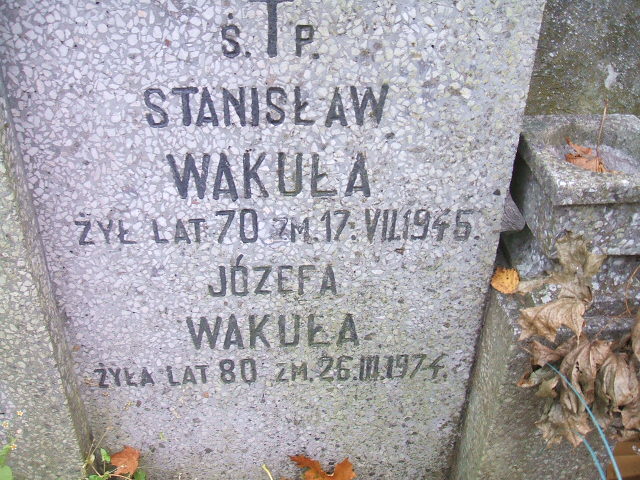 Ś. P.
STANISŁAW
WAKUŁA
ŻYŁ LAT 70 ZM. 17. VII. 1945.
JÓZEFA
WAKUŁA
ŻYŁA LAT 80 ZM. 26. III. 1974.